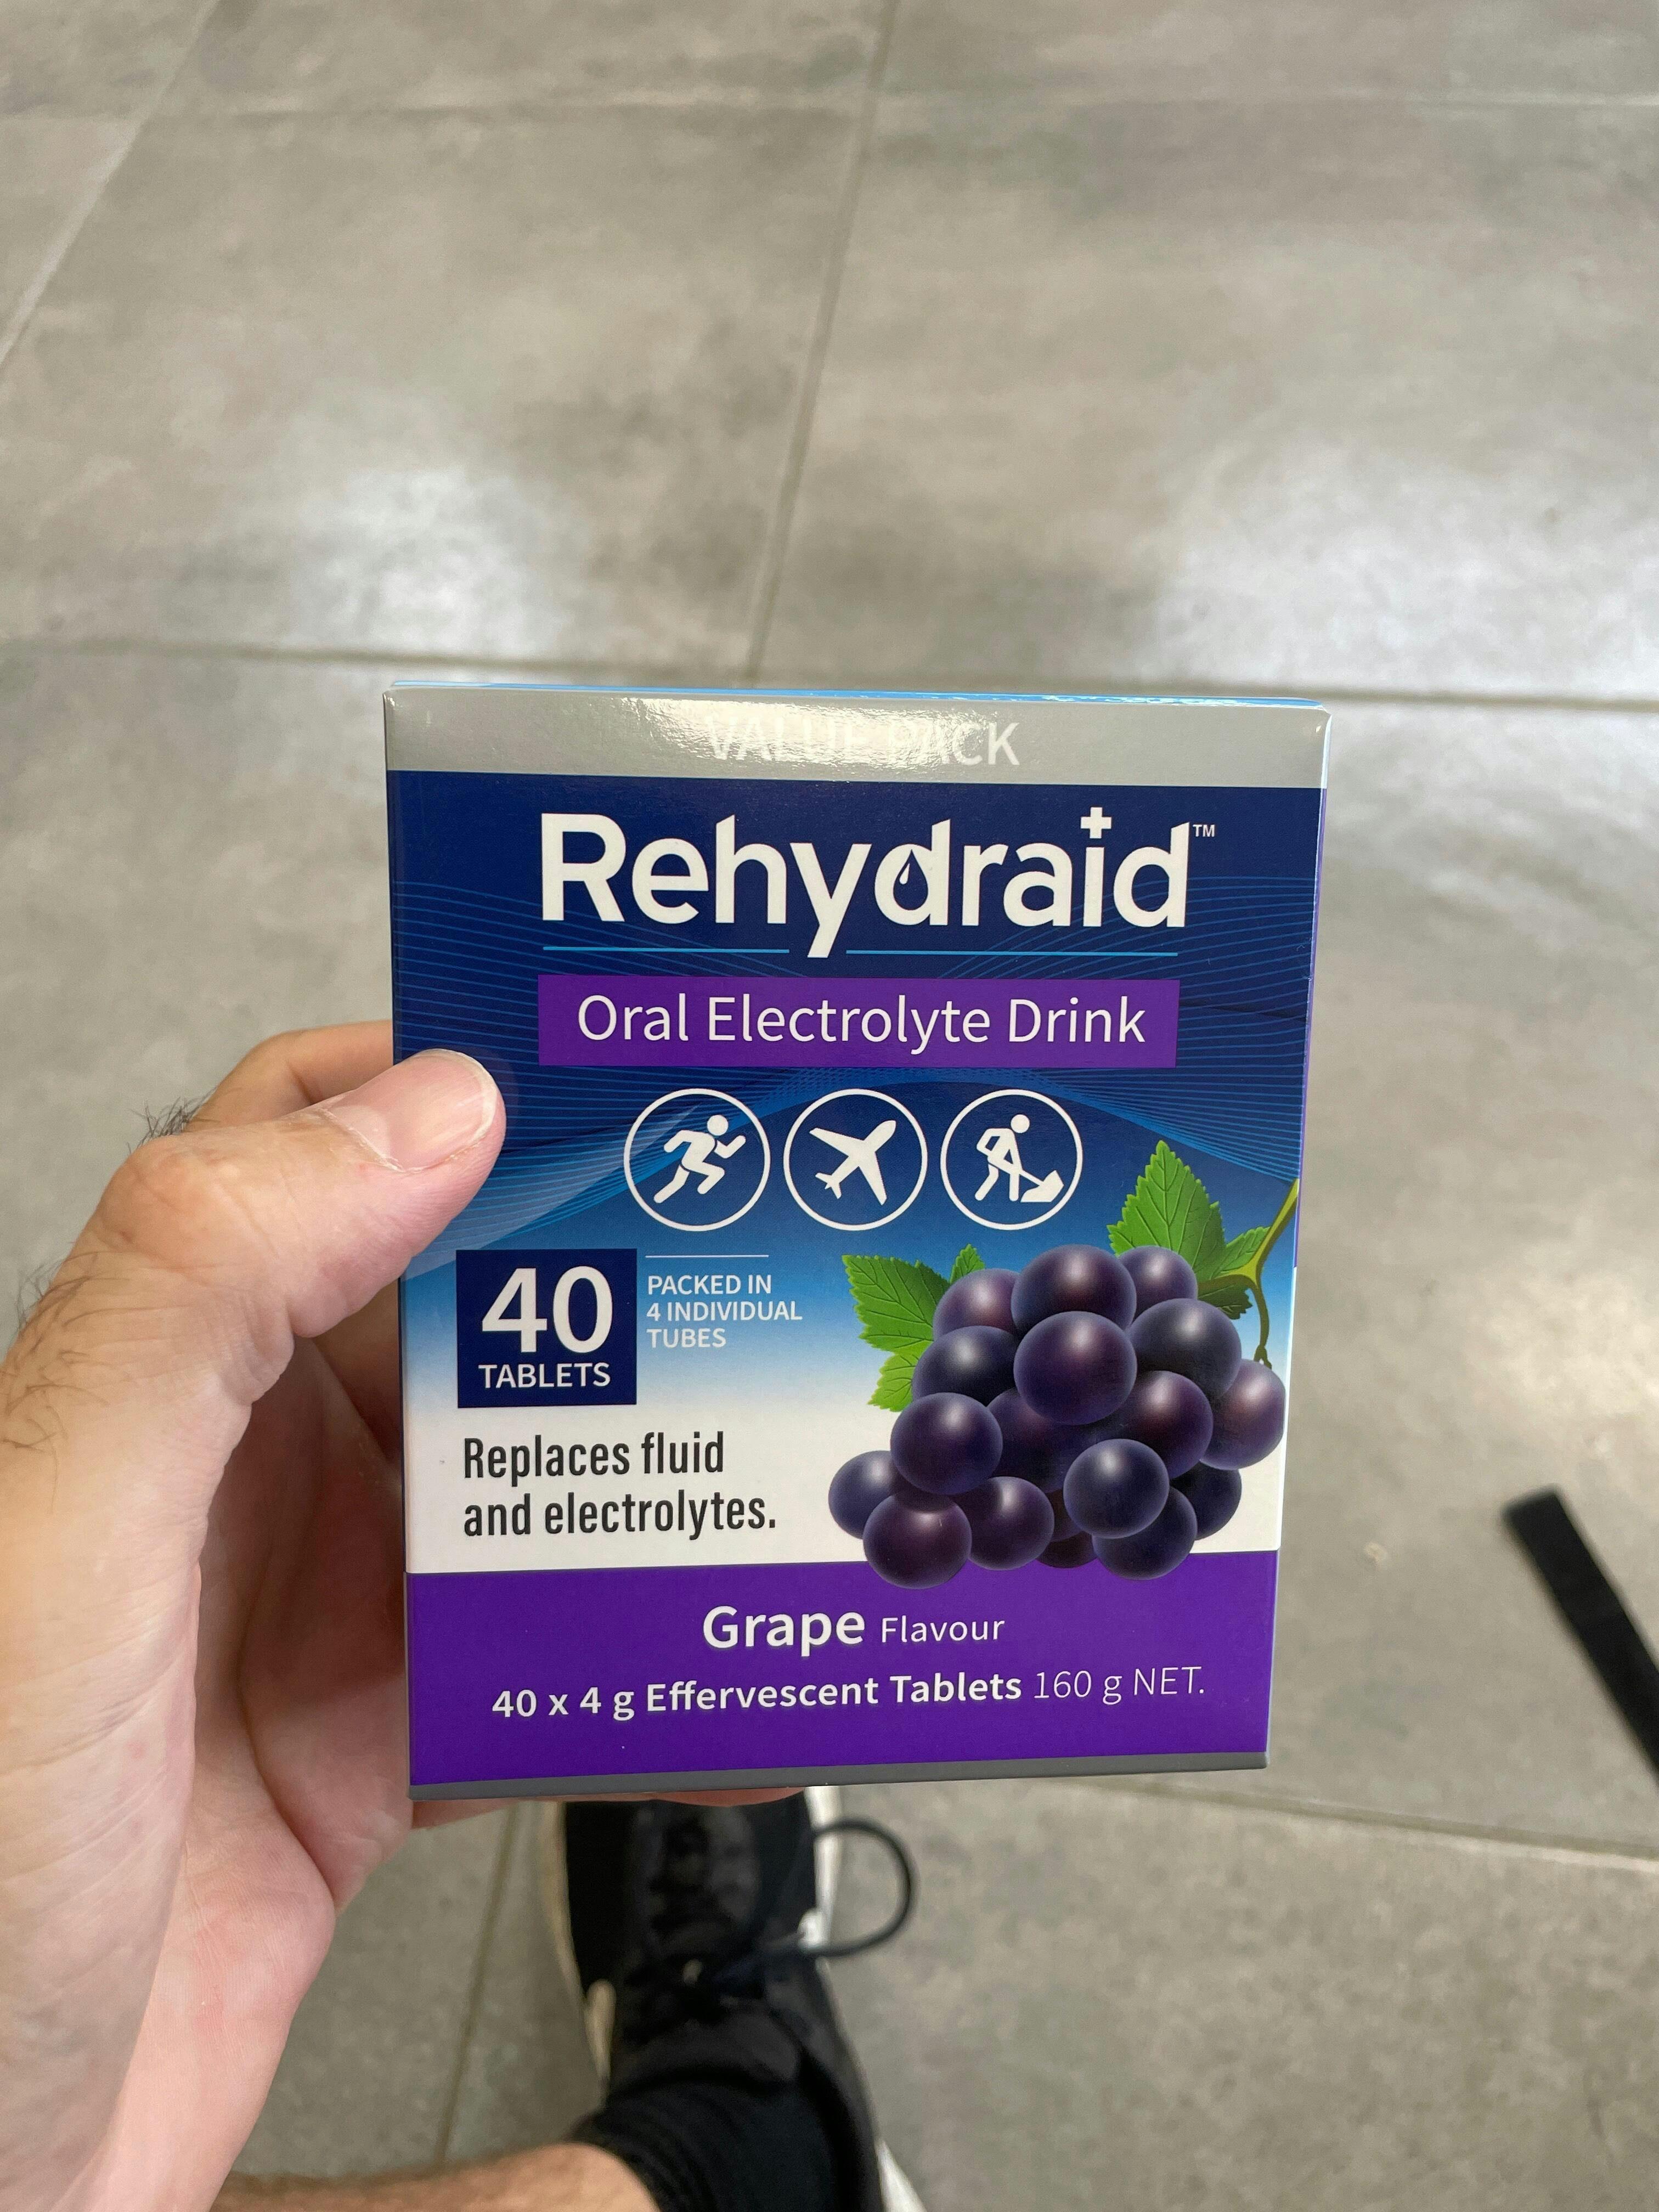 VALUE PACK
Rehydraid™
Oral Electrolyte Drink
40
TABLETS
PACKED IN
4 INDIVIDUAL
TUBES
Replaces fluid
and electrolytes.
Grape Flavour
40 x 4 g Effervescent Tablets 160 g NET.